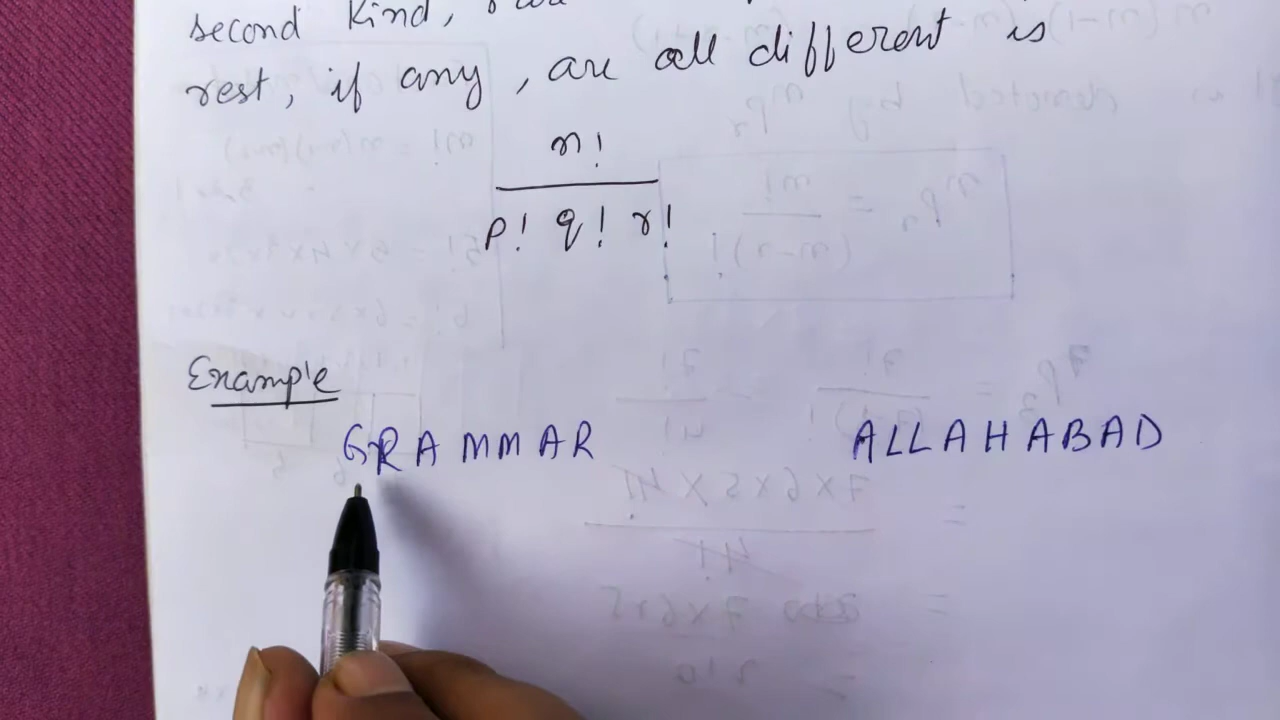 second kind,
rest, if any, are all different is
n!
p! q! r!
Example
GRAMMAR ALLAHABAD